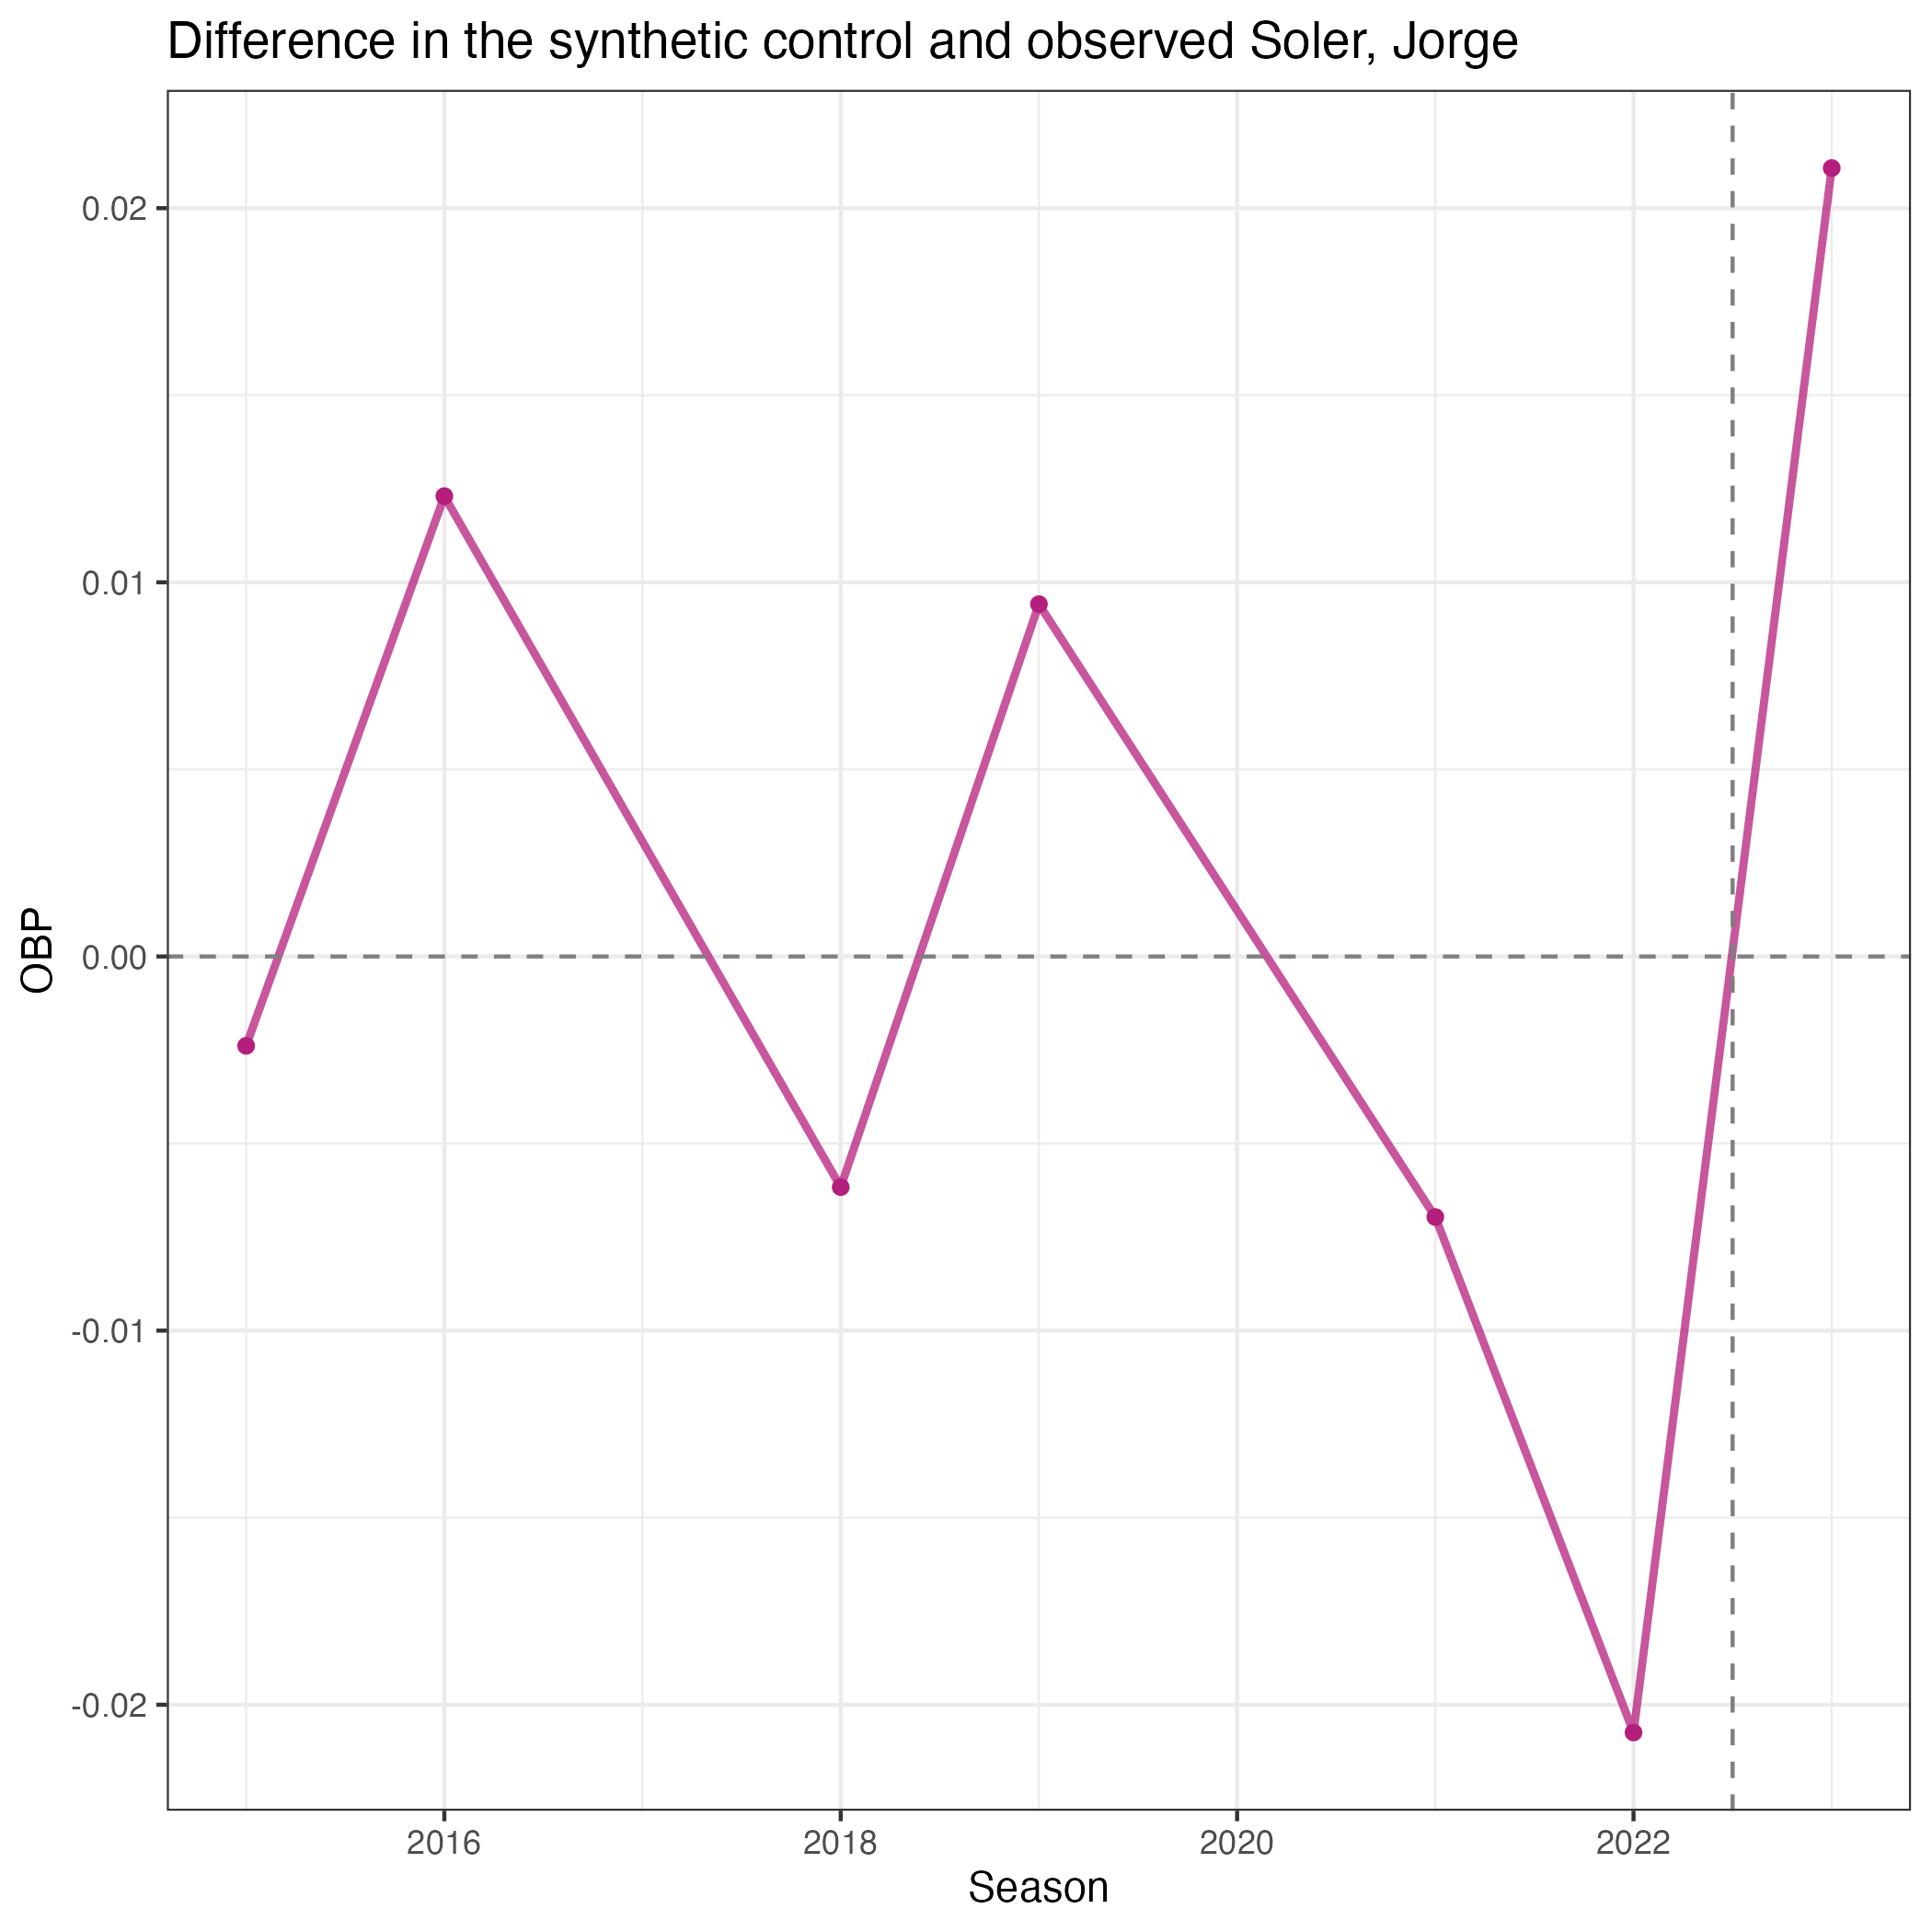 Difference in the synthetic control and observed Soler, Jorge
0.02
0.01
0.00
-0.01
-0.02
OBP
2016 2018 2020 2022
Season